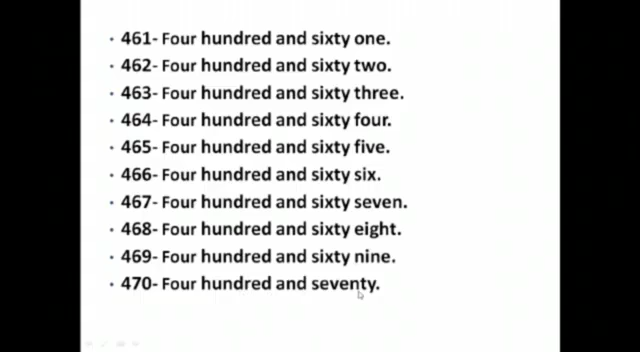 • 461- Four hundred and sixty one.
• 462- Four hundred and sixty two.
• 463- Four hundred and sixty three.
• 464- Four hundred and sixty four.
• 465- Four hundred and sixty five.
• 466- Four hundred and sixty six.
• 467- Four hundred and sixty seven.
• 468- Four hundred and sixty eight.
• 469- Four hundred and sixty nine.
• 470- Four hundred and seventy.